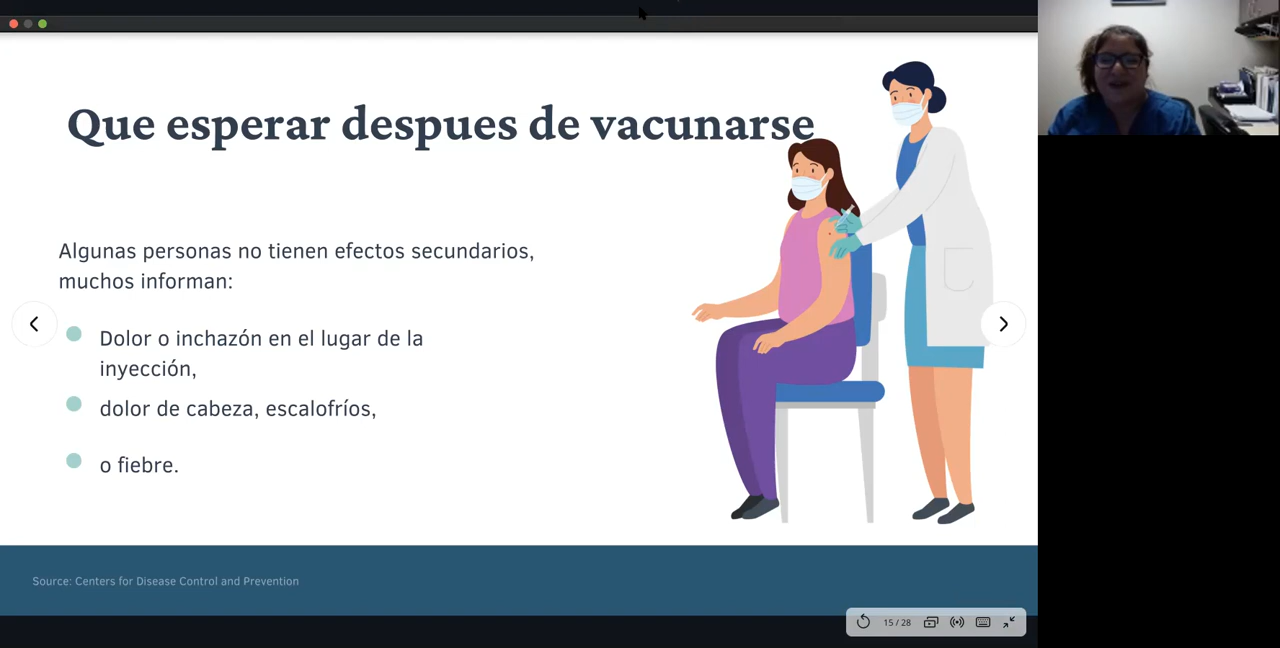 Que esperar despues de vacunarse
Algunas personas no tienen efectos secundarios,
muchos informan:
Dolor o inchazón en el lugar de la
inyección,
dolor de cabeza, escalofríos,
o fiebre.
Source: Centers for Disease Control and Prevention
15 / 28